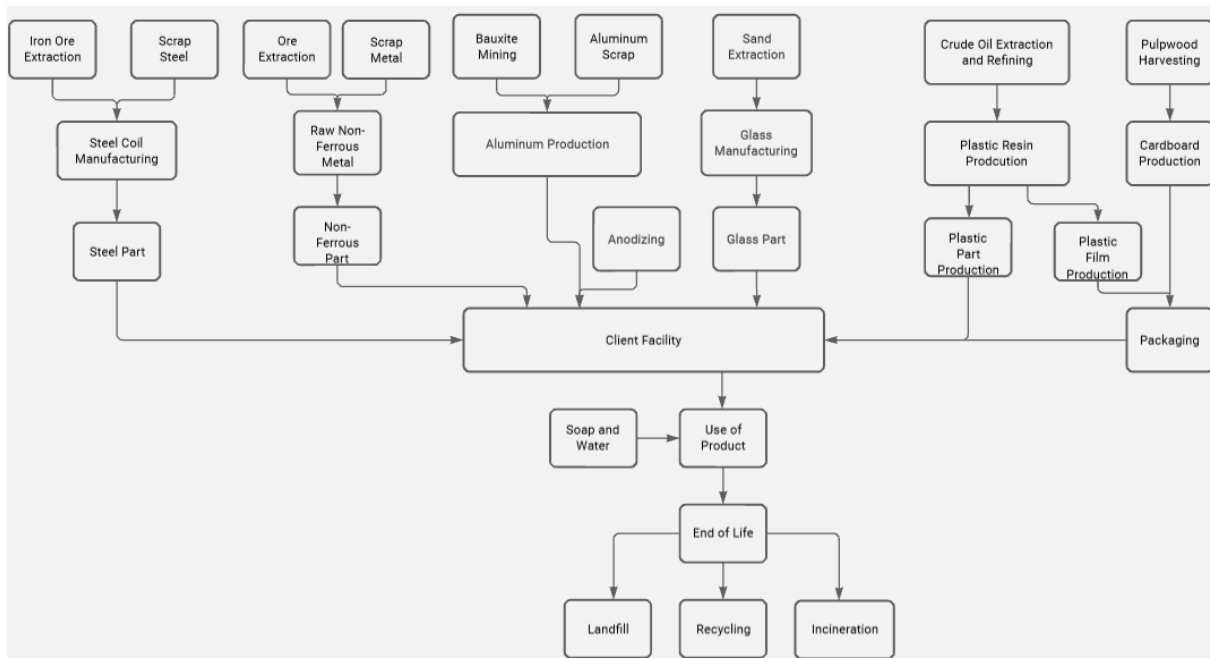 Iron Ore
Extraction
Scrap
Steel
Ore
Extraction
Scrap
Metal
Bauxite
Mining
Aluminum
Scrap
Sand
Extraction
Crude Oil Extraction
and Refining
Pulpwood
Harvesting
Steel Coil
Manufacturing
Raw Non-
Ferrous
Metal
Aluminum Production
Glass
Manufacturing
Plastic Resin
Prodcution
Cardboard
Production
Steel Part
Non-
Ferrous
Part
Anodizing
Glass Part
Plastic
Part
Production
Plastic
Film
Production
Client Facility
Packaging
Soap and
Water
Use of
Product
End of Life
Landfill
Recycling
Incineration